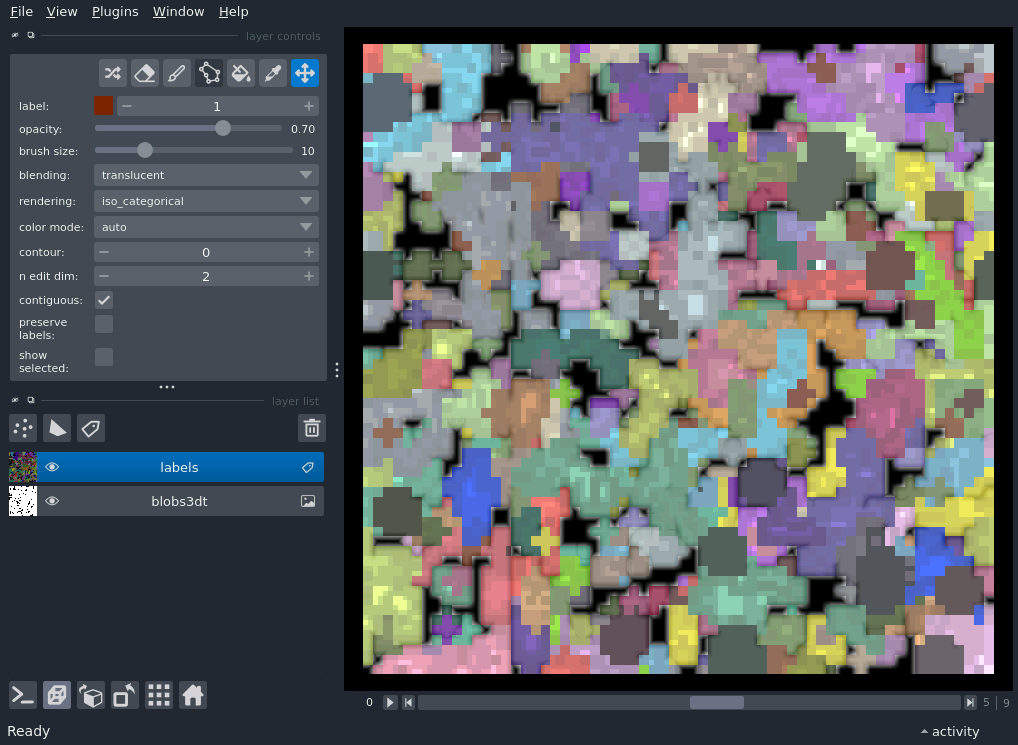 File View Plugins Window Help
layer controls
label: 1
opacity: 0.70
brush size: 10
blending: translucent
rendering: iso_categorical
color mode: auto
contour: 0
n edit dim: 2
contiguous:
preserve
labels:
show
selected:
layer list
labels
blobs3dt
0 5 9
Ready activity